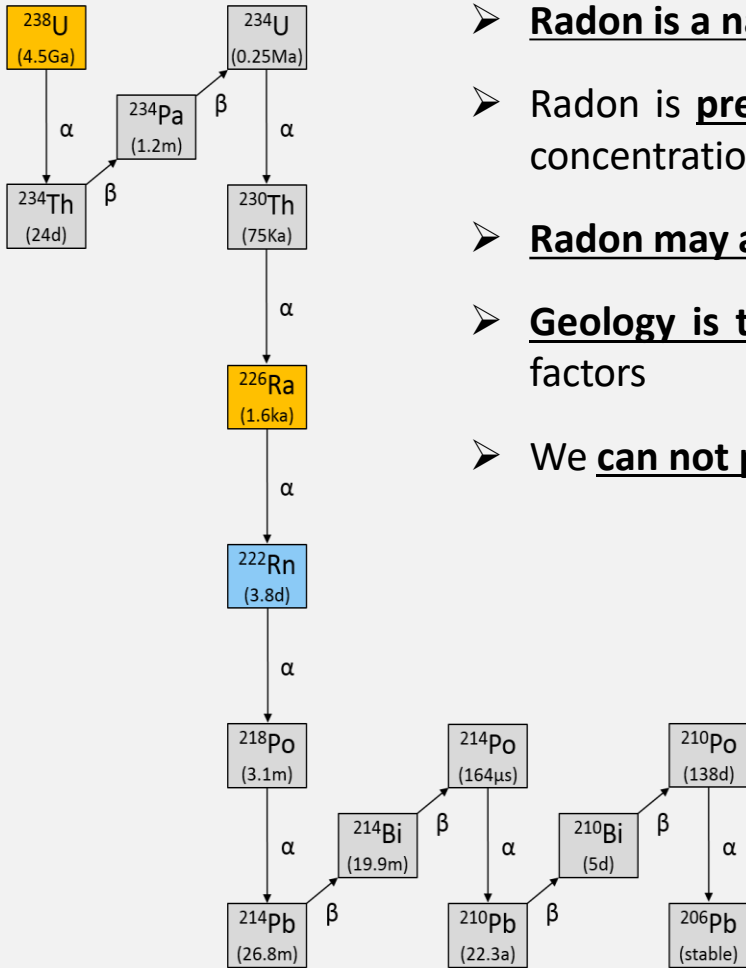 ²³⁸U
(4.5Ga)
α
²³⁴Th
(24d)
β
²³⁴Pa
(1.2m)
β
²³⁴U
(0.25Ma)
α
²³⁰Th
(75Ka)
α
²²⁶Ra
(1.6ka)
α
²²²Rn
(3.8d)
α
²¹⁸Po
(3.1m)
α
²¹⁴Pb
(26.8m)
β
²¹⁴Bi
(19.9m)
β
²¹⁴Po
(164µs)
α
²¹⁰Pb
(22.3a)
β
²¹⁰Bi
(5d)
β
²¹⁰Po
(138d)
α
²⁰⁶Pb
(stable)
➢ Radon is a na
➢ Radon is pre
concentratio
➢ Radon may a
➢ Geology is t
factors
➢ We can not p